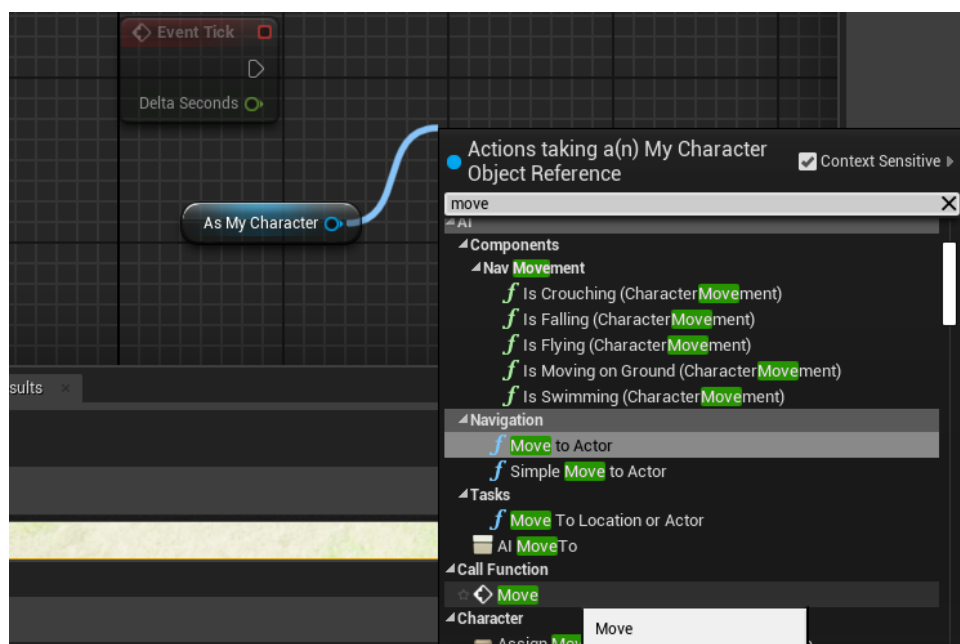 Event Tick
Delta Seconds
As My Character
Actions taking a(n) My Character
Object Reference
Context Sensitive
move
AI
Components
Nav Movement
Is Crouching (CharacterMovement)
Is Falling (CharacterMovement)
Is Flying (CharacterMovement)
Is Moving on Ground (CharacterMovement)
Is Swimming (CharacterMovement)
sults
Navigation
Move to Actor
Simple Move to Actor
Tasks
Move To Location or Actor
AI MoveTo
Call Function
Move
Character
Move
Assign